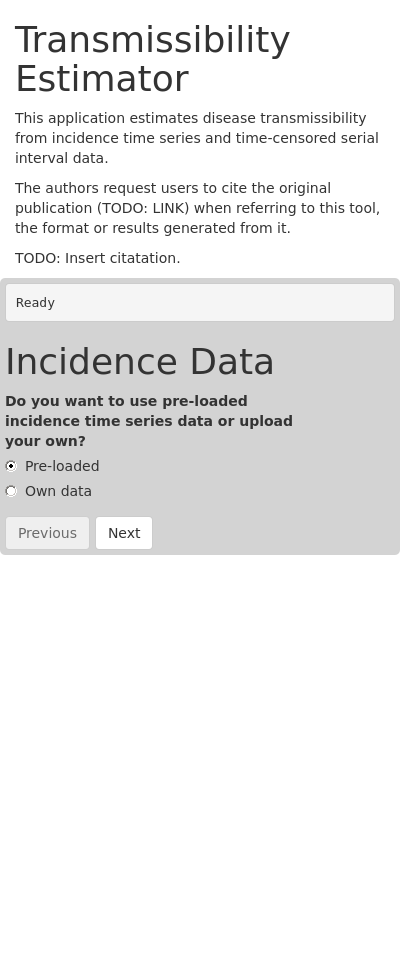 Transmissibility
Estimator
This application estimates disease transmissibility
from incidence time series and time-censored serial
interval data.
The authors request users to cite the original
publication (TODO: LINK) when referring to this tool,
the format or results generated from it.
TODO: Insert citatation.
Ready
Incidence Data
Do you want to use pre-loaded
incidence time series data or upload
your own?
Pre-loaded
Own data
Previous Next